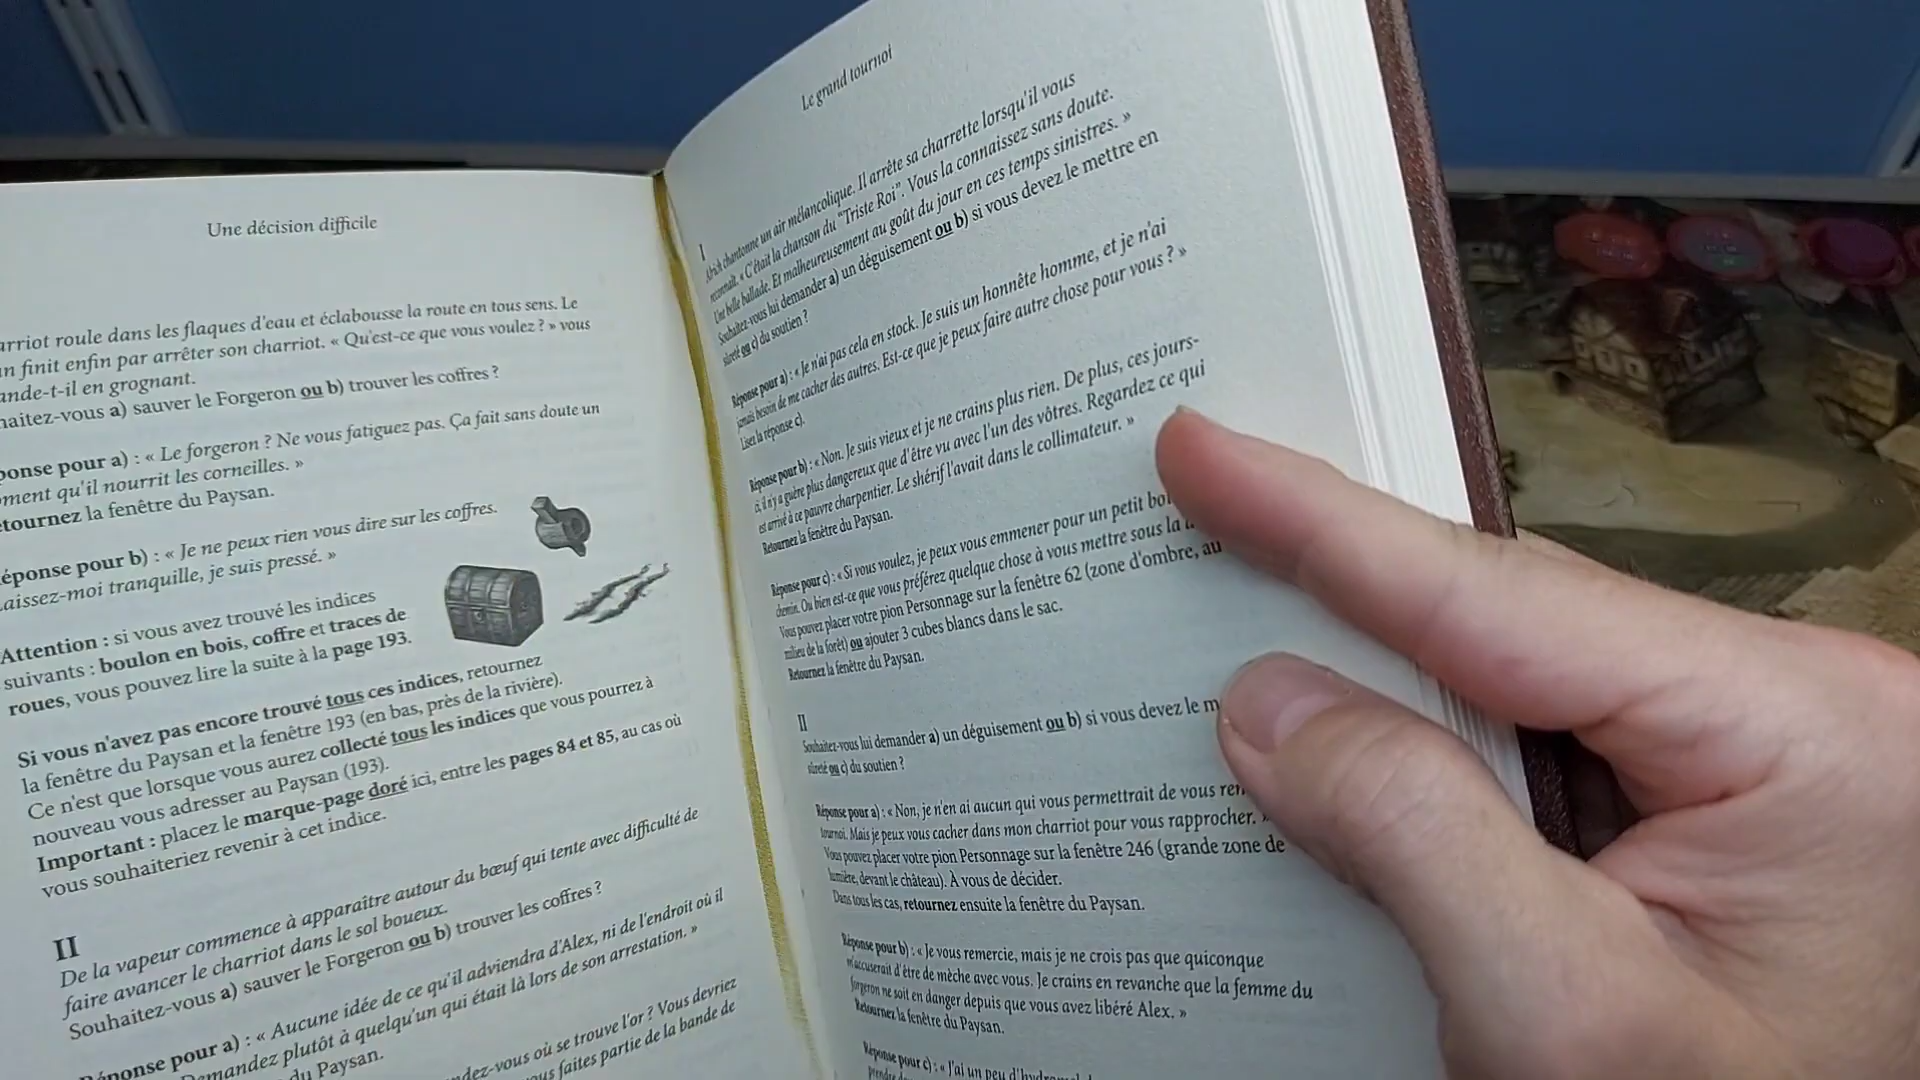 Une décision difficile
arriot roule dans les flaques d'eau et éclabousse la route en tous sens. Le
n finit enfin par arrêter son charriot. « Qu'est-ce que vous voulez ? » vous
ande-t-il en grognant.
haitez-vous a) sauver le Forgeron ou b) trouver les coffres ?
ponse pour a) : « Le forgeron ? Ne vous fatiguez pas. Ça fait sans doute un
oment qu'il nourrit les corneilles. »
etournez la fenêtre du Paysan.
éponse pour b) : « Je ne peux rien vous dire sur les coffres.
aissez-moi tranquille, je suis pressé. »
Attention : si vous avez trouvé les indices
suivants : boulon en bois, coffre et traces de
roues, vous pouvez lire la suite à la page 193.
Si vous n'avez pas encore trouvé tous ces indices, retournez
la fenêtre du Paysan et la fenêtre 193 (en bas, près de la rivière).
Ce n'est que lorsque vous aurez collecté tous les indices que vous pourrez à
nouveau vous adresser au Paysan (193).
Important : placez le marque-page doré ici, entre les pages 84 et 85, au cas où
vous souhaiteriez revenir à cet indice.
II
De la vapeur commence à apparaître autour du bœuf qui tente avec difficulté de
faire avancer le charriot dans le sol boueux.
Souhaitez-vous a) sauver le Forgeron ou b) trouver les coffres ?
Réponse pour a) : « Aucune idée de ce qu'il adviendra d'Alex, ni de l'endroit où il
Demandez plutôt à quelqu'un qui était là lors de son arrestation. »
du Paysan.
ndez-vous où se trouve l'or ? Vous devriez
ous faites partie de la bande de
Le grand tournoi
I
chantonne un air mélancolique. Il arrête sa charrette lorsqu'il vous
reconnaît. « C'était la chanson du "Triste Roi". Vous la connaissez sans doute.
Une belle ballade. Et malheureusement au goût du jour en ces temps sinistres. »
Souhaitez-vous lui demander a) un déguisement ou b) si vous devez le mettre en
sûreté ou c) du soutien ?
Réponse pour a) : « Je n'ai pas cela en stock. Je suis un honnête homme, et je n'ai
jamais besoin de me cacher des autres. Est-ce que je peux faire autre chose pour vous ? »
Lisez la réponse c).
Réponse pour b) : « Non. Je suis vieux et je ne crains plus rien. De plus, ces jours-
ci, il n'y a guère plus dangereux que d'être vu avec l'un des vôtres. Regardez ce qui
est arrivé à ce pauvre charpentier. Le shérif l'avait dans le collimateur. »
Retournez la fenêtre du Paysan.
Réponse pour c) : « Si vous voulez, je peux vous emmener pour un petit bo
chemin. Ou bien est-ce que vous préférez quelque chose à vous mettre sous la
Vous pouvez placer votre pion Personnage sur la fenêtre 62 (zone d'ombre, au
milieu de la forêt) ou ajouter 3 cubes blancs dans le sac.
Retournez la fenêtre du Paysan.
II
Souhaitez-vous lui demander a) un déguisement ou b) si vous devez le m
sûreté ou c) du soutien ?
Réponse pour a) : « Non, je n'en ai aucun qui vous permettrait de vous ren
tournoi. Mais je peux vous cacher dans mon charriot pour vous rapprocher. »
Vous pouvez placer votre pion Personnage sur la fenêtre 246 (grande zone de
lumière, devant le château). À vous de décider.
Dans tous les cas, retournez ensuite la fenêtre du Paysan.
Réponse pour b) : « Je vous remercie, mais je ne crois pas que quiconque
m'accuserait d'être de mèche avec vous. Je crains en revanche que la femme du
forgeron ne soit en danger depuis que vous avez libéré Alex. »
Retournez la fenêtre du Paysan.
Réponse pour c) : « J'ai un peu d'hydromel
prendre